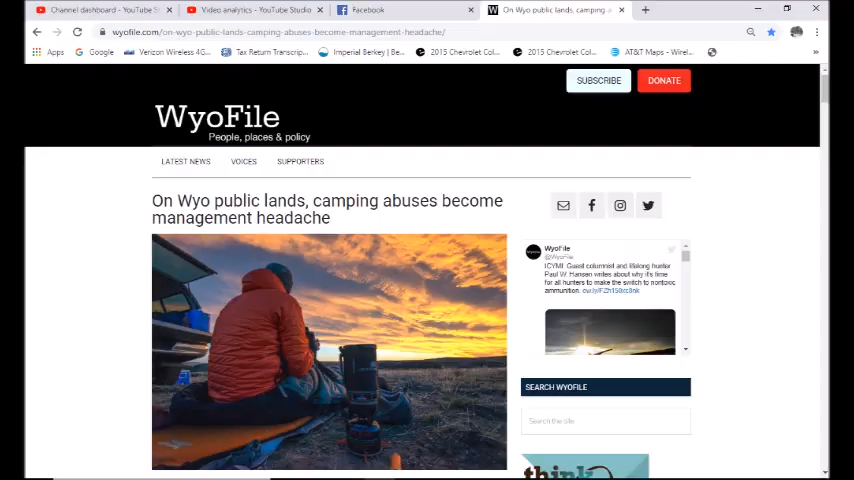 Channel dashboard - YouTube S
Video analytics - YouTube Studio
Facebook
On Wyo public lands, camping a
wyofile.com/on-wyo-public-lands-camping-abuses-become-management-headache/
Apps
Google
Verizon Wireless 4G...
Tax Return Transcrip...
Imperial Berkey | Be...
2015 Chevrolet Col...
2015 Chevrolet Col...
AT&T Maps - Wirel...
SUBSCRIBE
DONATE
WyoFile
People, places & policy
LATEST NEWS
VOICES
SUPPORTERS
On Wyo public lands, camping abuses become
management headache
WyoFile
@WyoFile
ICYMI: Guest columnist and lifelong hunter
Paul W. Hansen writes about why it's time
for all hunters to make the switch to nontoxic
ammunition.
SEARCH WYOFILE
Search the site
think